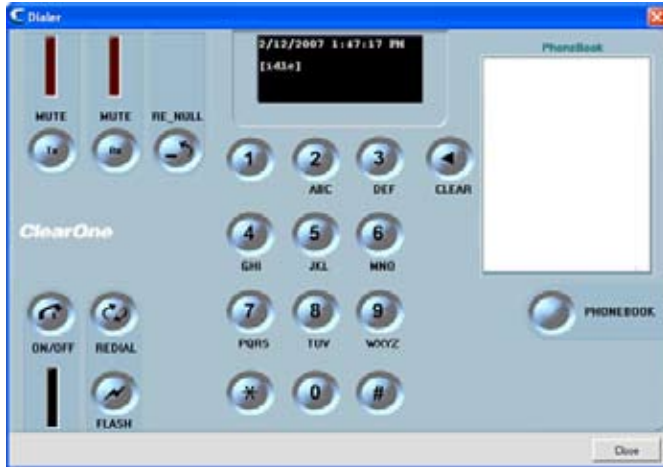 Dialer
2/12/2007 1:47:17 PM
[idle]
PhoneBook
MUTE MUTE RE_NULL
Tx Rx
1 2 3
ABC DEF CLEAR
ClearOne
4 5 6
GHI JKL MNO
7 8 9
PQRS TUV WXYZ
PHONEBOOK
ON/OFF REDIAL
* 0 #
FLASH
Close